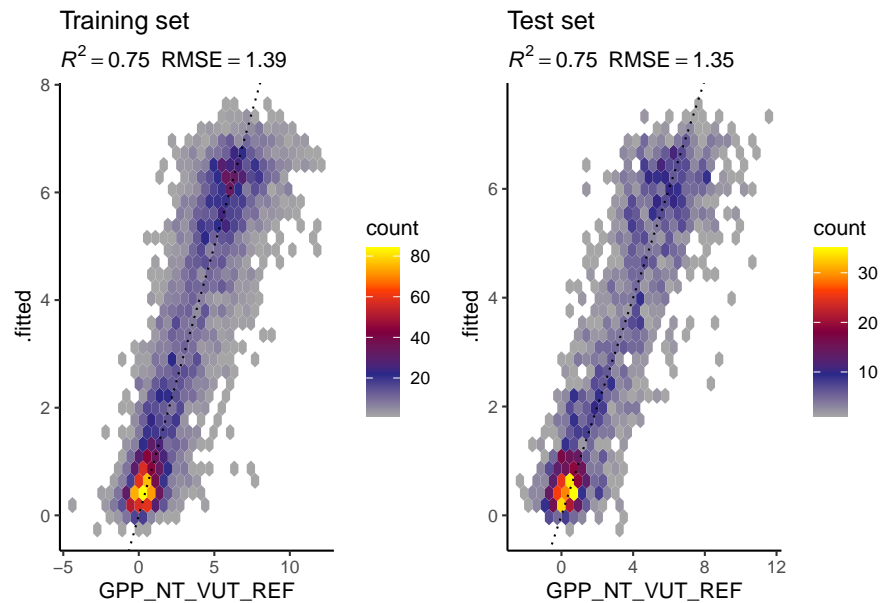 Training set
R² = 0.75 RMSE = 1.39
8
6
4
2
0
.fitted
−5
0
5
10
GPP_NT_VUT_REF
count
80
60
40
20
Test set
R² = 0.75 RMSE = 1.35
6
4
2
0
.fitted
0
4
8
12
GPP_NT_VUT_REF
count
30
20
10